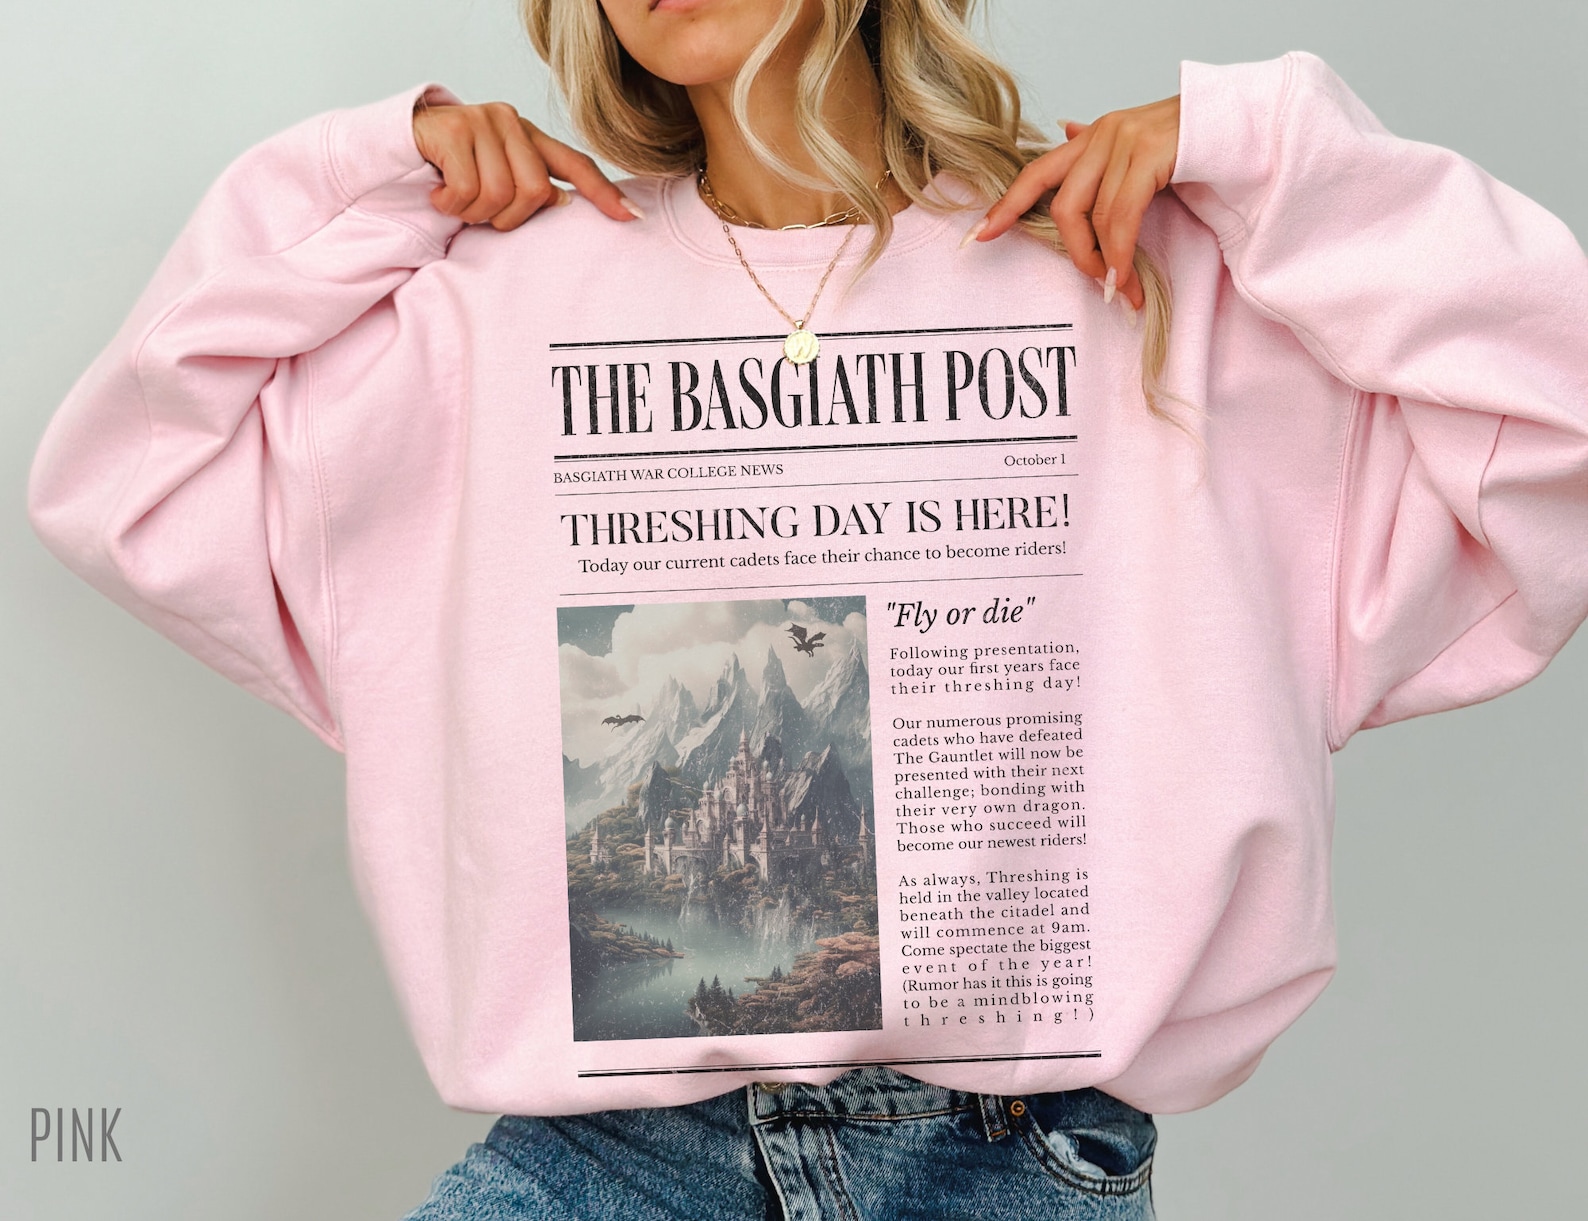 THE BASGIATH POST
BASGIATH WAR COLLEGE NEWS
October 1
THRESHING DAY IS HERE!
Today our current cadets face their chance to become riders!
"Fly or die"
Following presentation,
today our first years face
their threshing day!
Our numerous promising
cadets who have defeated
The Gauntlet will now be
presented with their next
challenge; bonding with
their very own dragon.
Those who succeed will
become our newest riders!
As always, Threshing is
held in the valley located
beneath the citadel and
will commence at 9am.
Come spectate the biggest
event of the year!
(Rumor has it this is going
to be a mindblowing
threshing!)
PINK